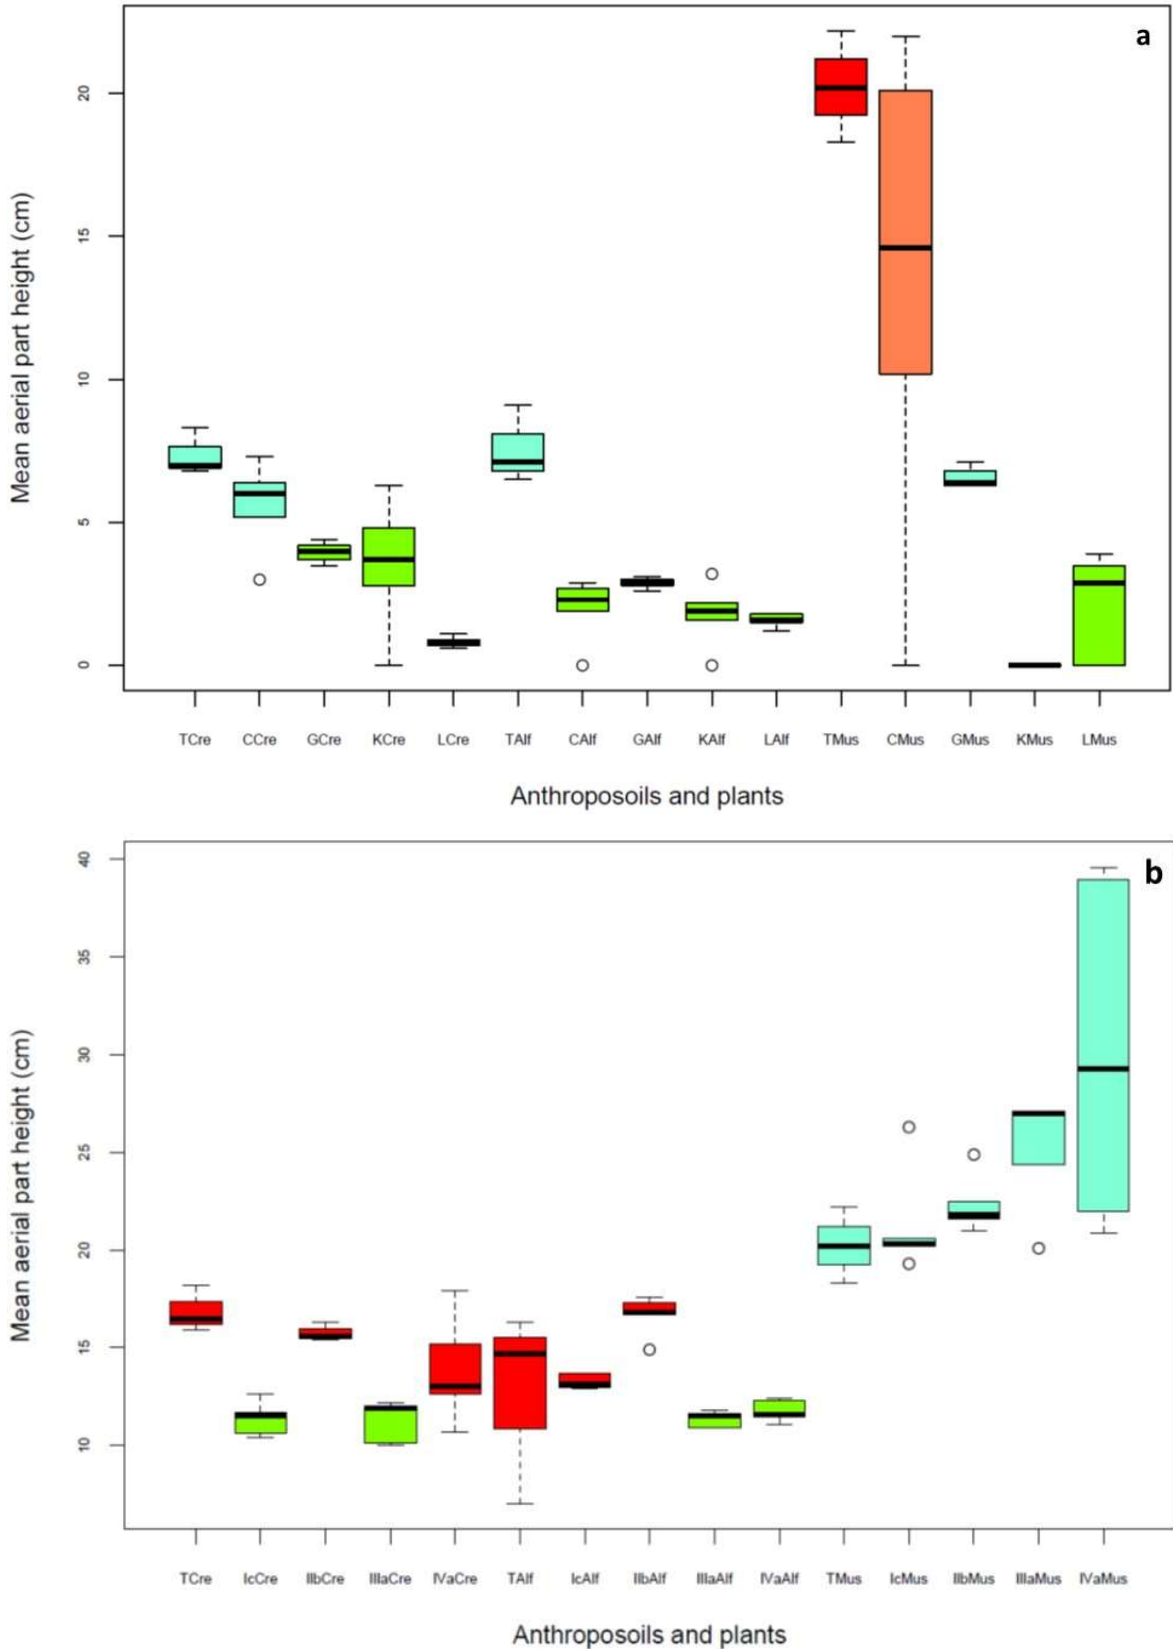 a
Mean aerial part height (cm)
20
15
10
5
0
TCre CCre GCre KCre LCre TAlf CAlf GAlf KAlf LAlf TMus CMus GMus KMus LMus
Anthroposoils and plants
b
Mean aerial part height (cm)
40
35
30
25
20
15
10
TCre IcCre IIbCre IIIaCre IVaCre TAlf IcAlf IIbAlf IIIaAlf IVaAlf TMus IcMus IIbMus IIIaMus IVaMus
Anthroposoils and plants